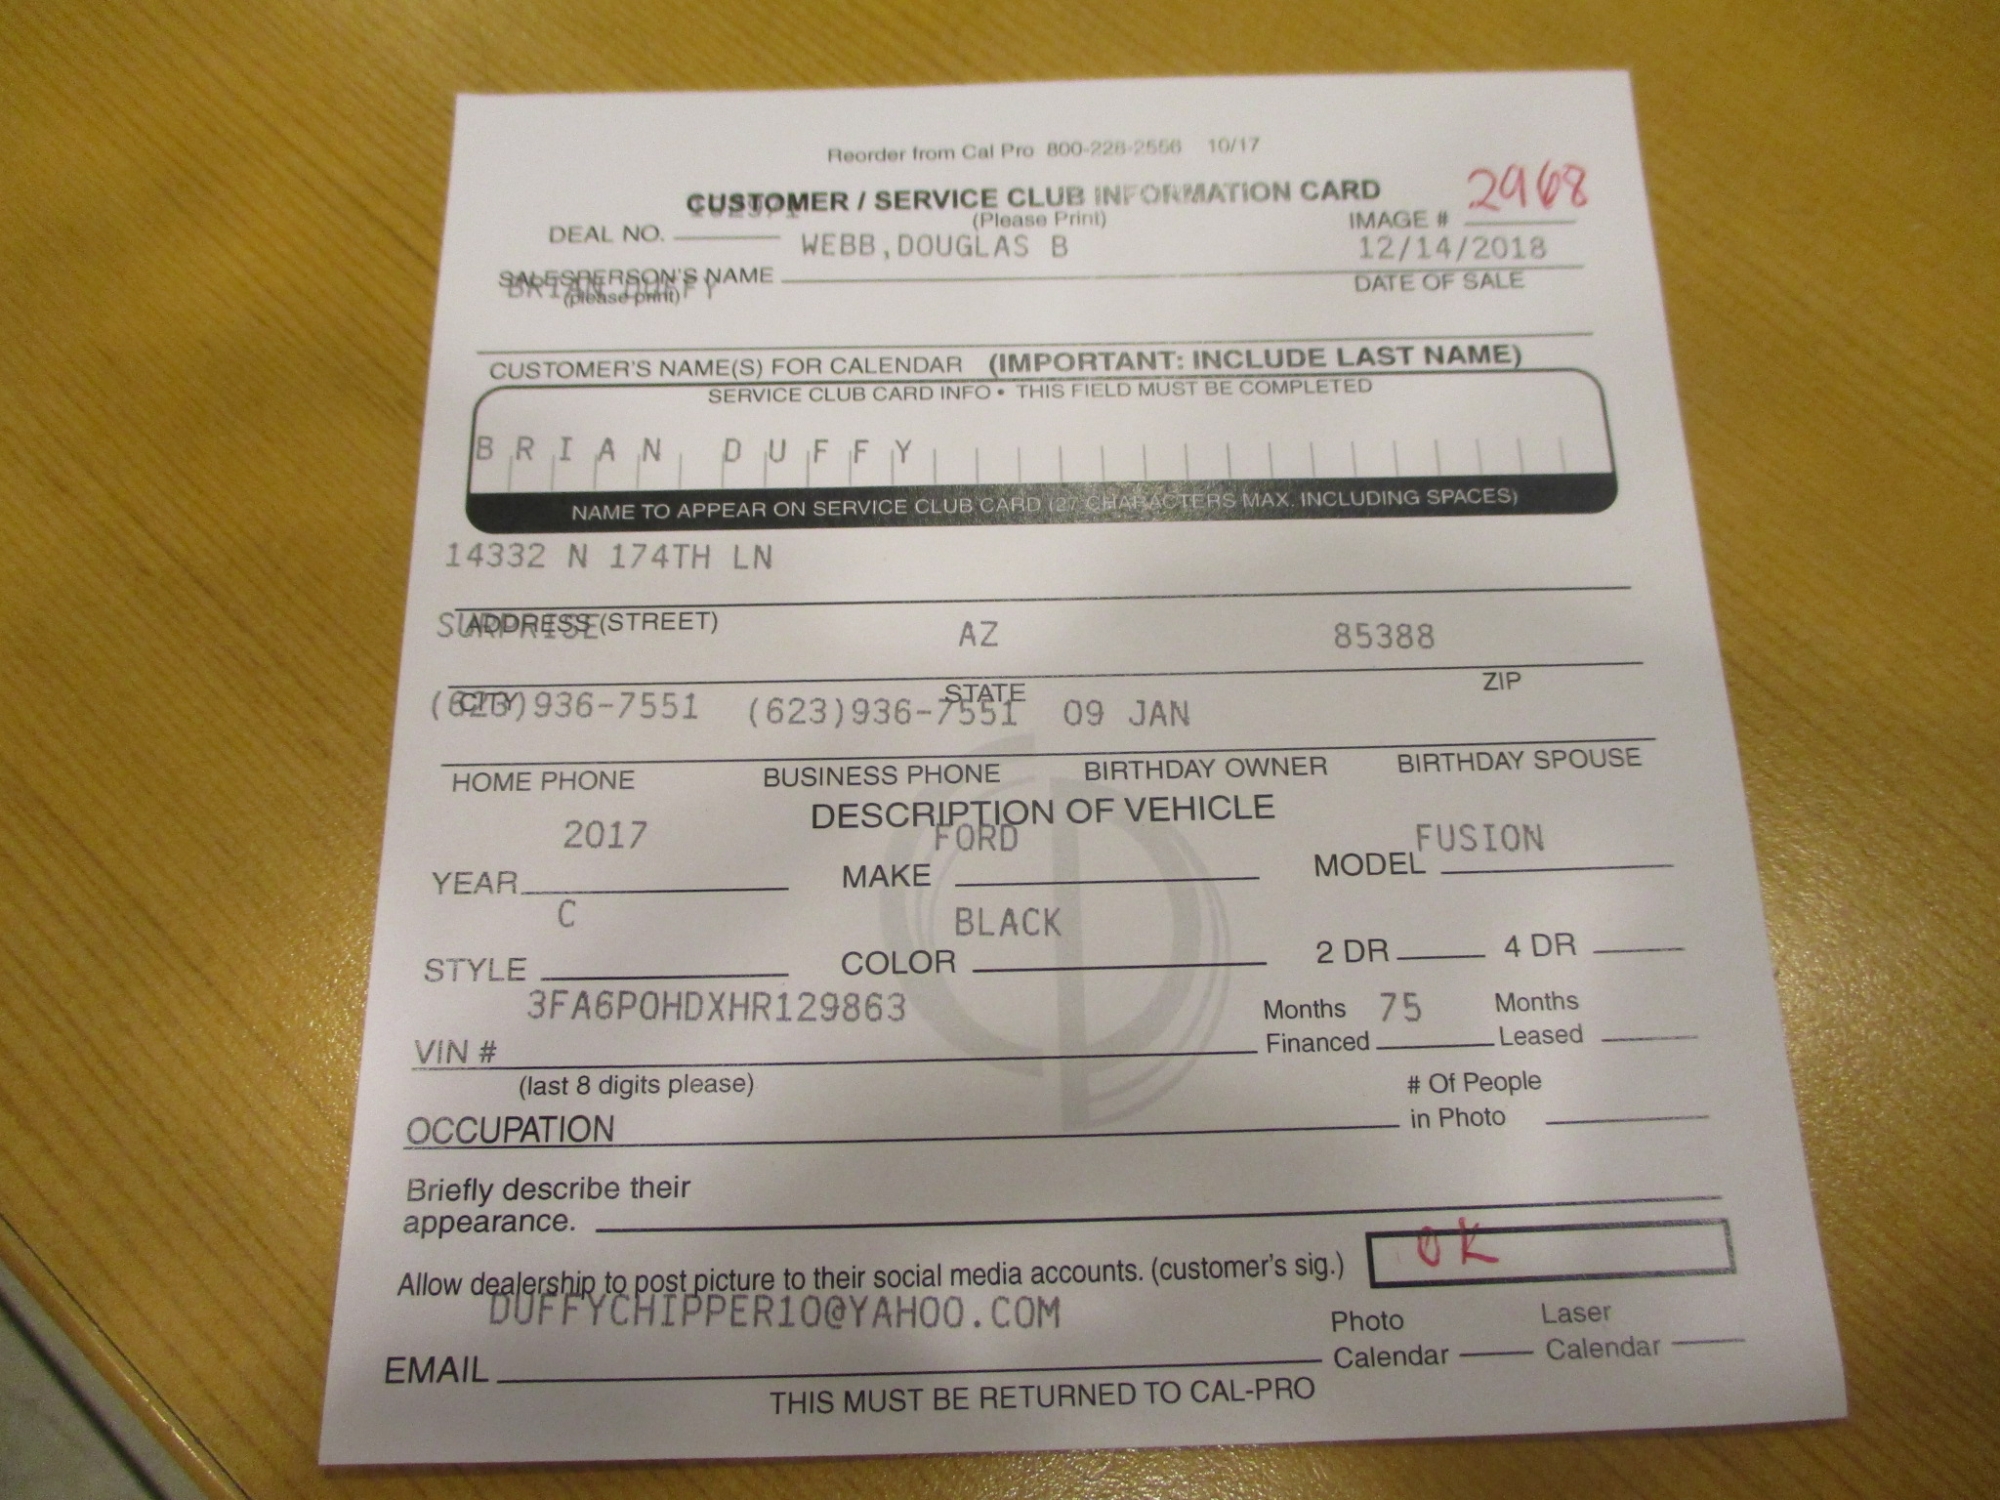 Reorder from Cal Pro 800-226-2556 10/17
CUSTOMER / SERVICE CLUB INFORMATION CARD
(Please Print)
IMAGE # 2968
DEAL NO.
WEBB,DOUGLAS B 12/14/2018
SALESPERSON'S NAME DATE OF SALE
(please print)
BRIAN DUFFY
CUSTOMER'S NAME(S) FOR CALENDAR (IMPORTANT: INCLUDE LAST NAME)
SERVICE CLUB CARD INFO • THIS FIELD MUST BE COMPLETED
BRIAN DUFFY
NAME TO APPEAR ON SERVICE CLUB CARD (27 CHARACTERS MAX. INCLUDING SPACES)
14332 N 174TH LN
ADDRESS (STREET)
SURPRISE AZ 85388
CITY STATE ZIP
(623)936-7551 (623)936-7551 09 JAN
HOME PHONE BUSINESS PHONE BIRTHDAY OWNER BIRTHDAY SPOUSE
DESCRIPTION OF VEHICLE
2017 FORD FUSION
YEAR MAKE MODEL
C BLACK
STYLE COLOR 2 DR 4 DR
3FA6P0HDXHR129863 Months 75 Months
VIN # Financed Leased
(last 8 digits please) # Of People
OCCUPATION in Photo
Briefly describe their
appearance.
Allow dealership to post picture to their social media accounts. (customer's sig.) OK
DUFFYCHIPPER10@YAHOO.COM Photo Laser
EMAIL Calendar Calendar
THIS MUST BE RETURNED TO CAL-PRO